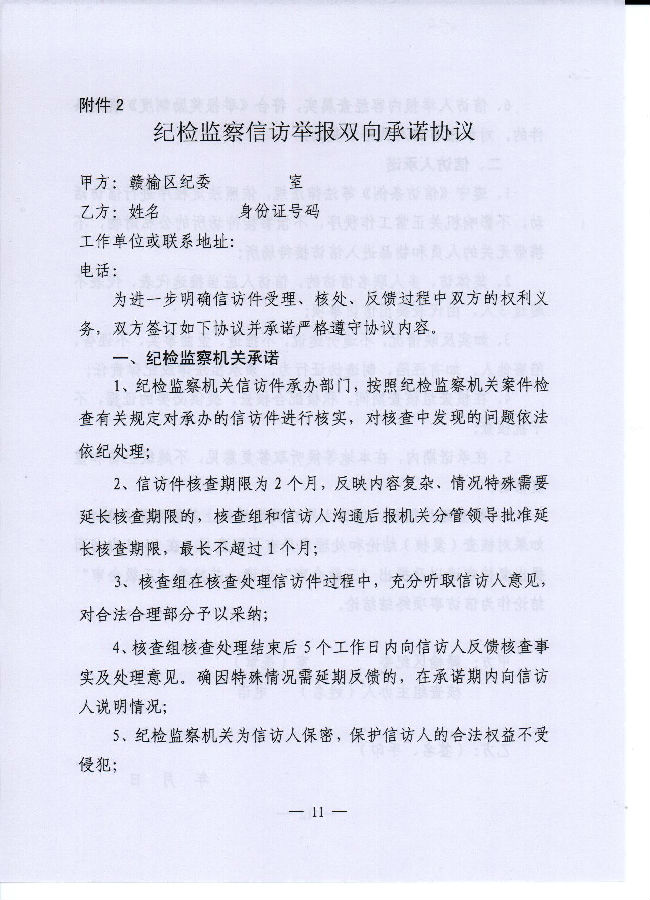 附件2
纪检监察信访举报双向承诺协议
甲方：赣榆区纪委 室
乙方：姓名 身份证号码
工作单位或联系地址：
电话：
为进一步明确信访件受理、核处、反馈过程中双方的权利义
务，双方签订如下协议并承诺严格遵守协议内容。
一、纪检监察机关承诺
1、纪检监察机关信访件承办部门，按照纪检监察机关案件检
查有关规定对承办的信访件进行核实，对核查中发现的问题依法
依纪处理；
2、信访件核查期限为2个月，反映内容复杂、情况特殊需要
延长核查期限的，核查组和信访人沟通后报机关分管领导批准延
长核查期限，最长不超过1个月；
3、核查组在核查处理信访件过程中，充分听取信访人意见，
对合法合理部分予以采纳；
4、核查组核查处理结束后5个工作日内向信访人反馈核查事
实及处理意见。确因特殊情况需延期反馈的，在承诺期内向信访
人说明情况；
5、纪检监察机关为信访人保密，保护信访人的合法权益不受
侵犯；
— 11 —